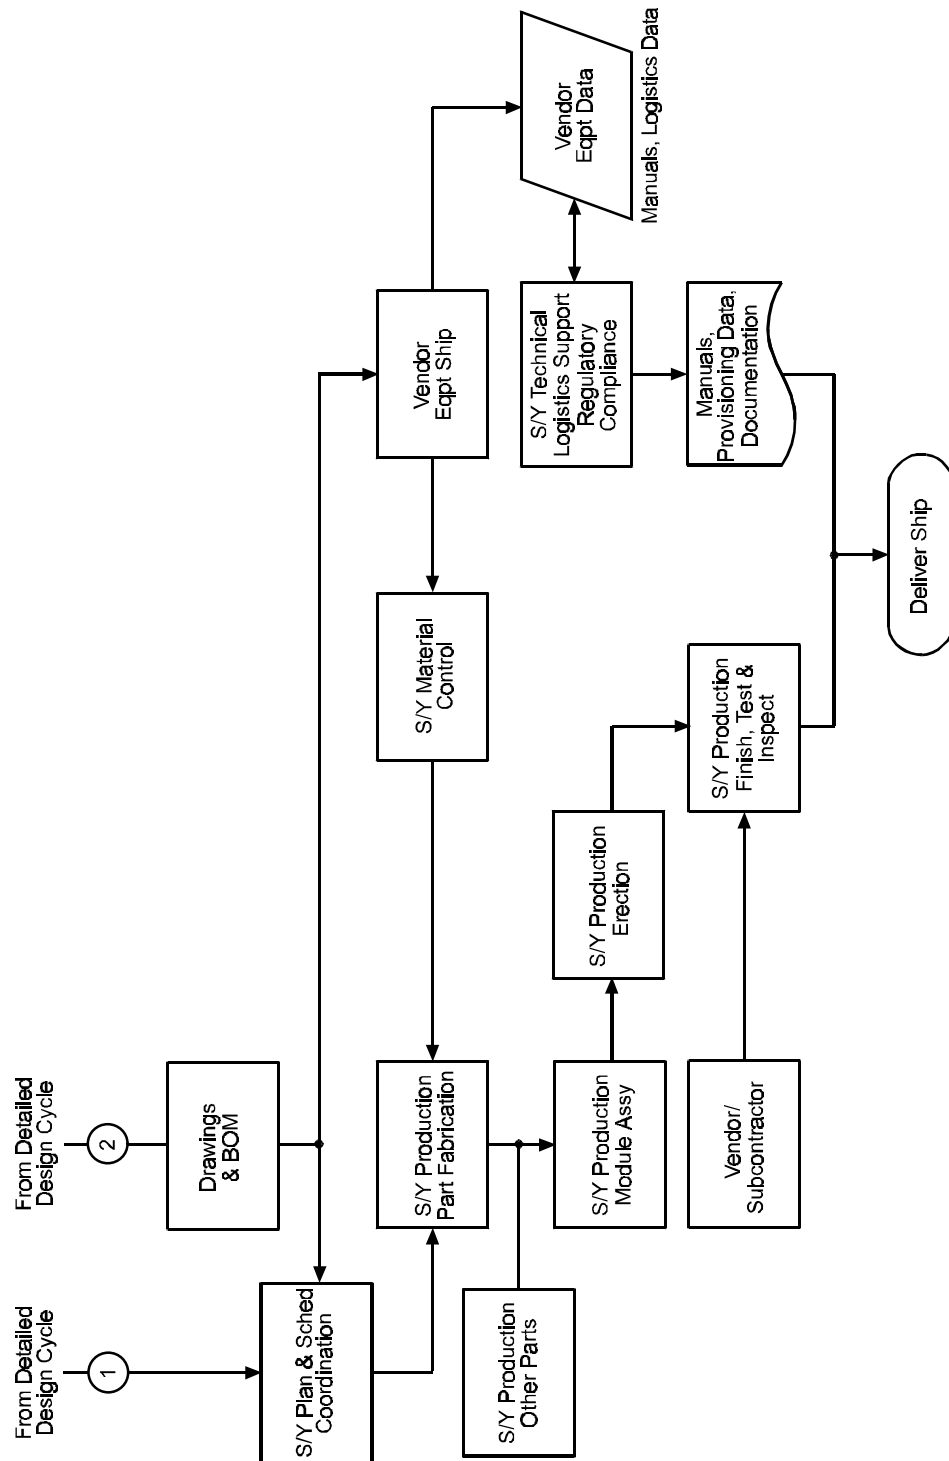 From Detailed
Design Cycle
1
From Detailed
Design Cycle
2
S/Y Plan & Sched
Coordination
Drawings
& BOM
S/Y Production
Other Parts
S/Y Production
Part Fabrication
S/Y Material
Control
Vendor
Eqpt Ship
Vendor
Eqpt Data
Manuals, Logistics Data
S/Y Production
Module Assy
S/Y Production
Erection
S/Y Technical
Logistics Support
Regulatory
Compliance
Vendor/
Subcontractor
S/Y Production
Finish, Test &
Inspect
Manuals,
Provisioning Data,
Documentation
Deliver Ship